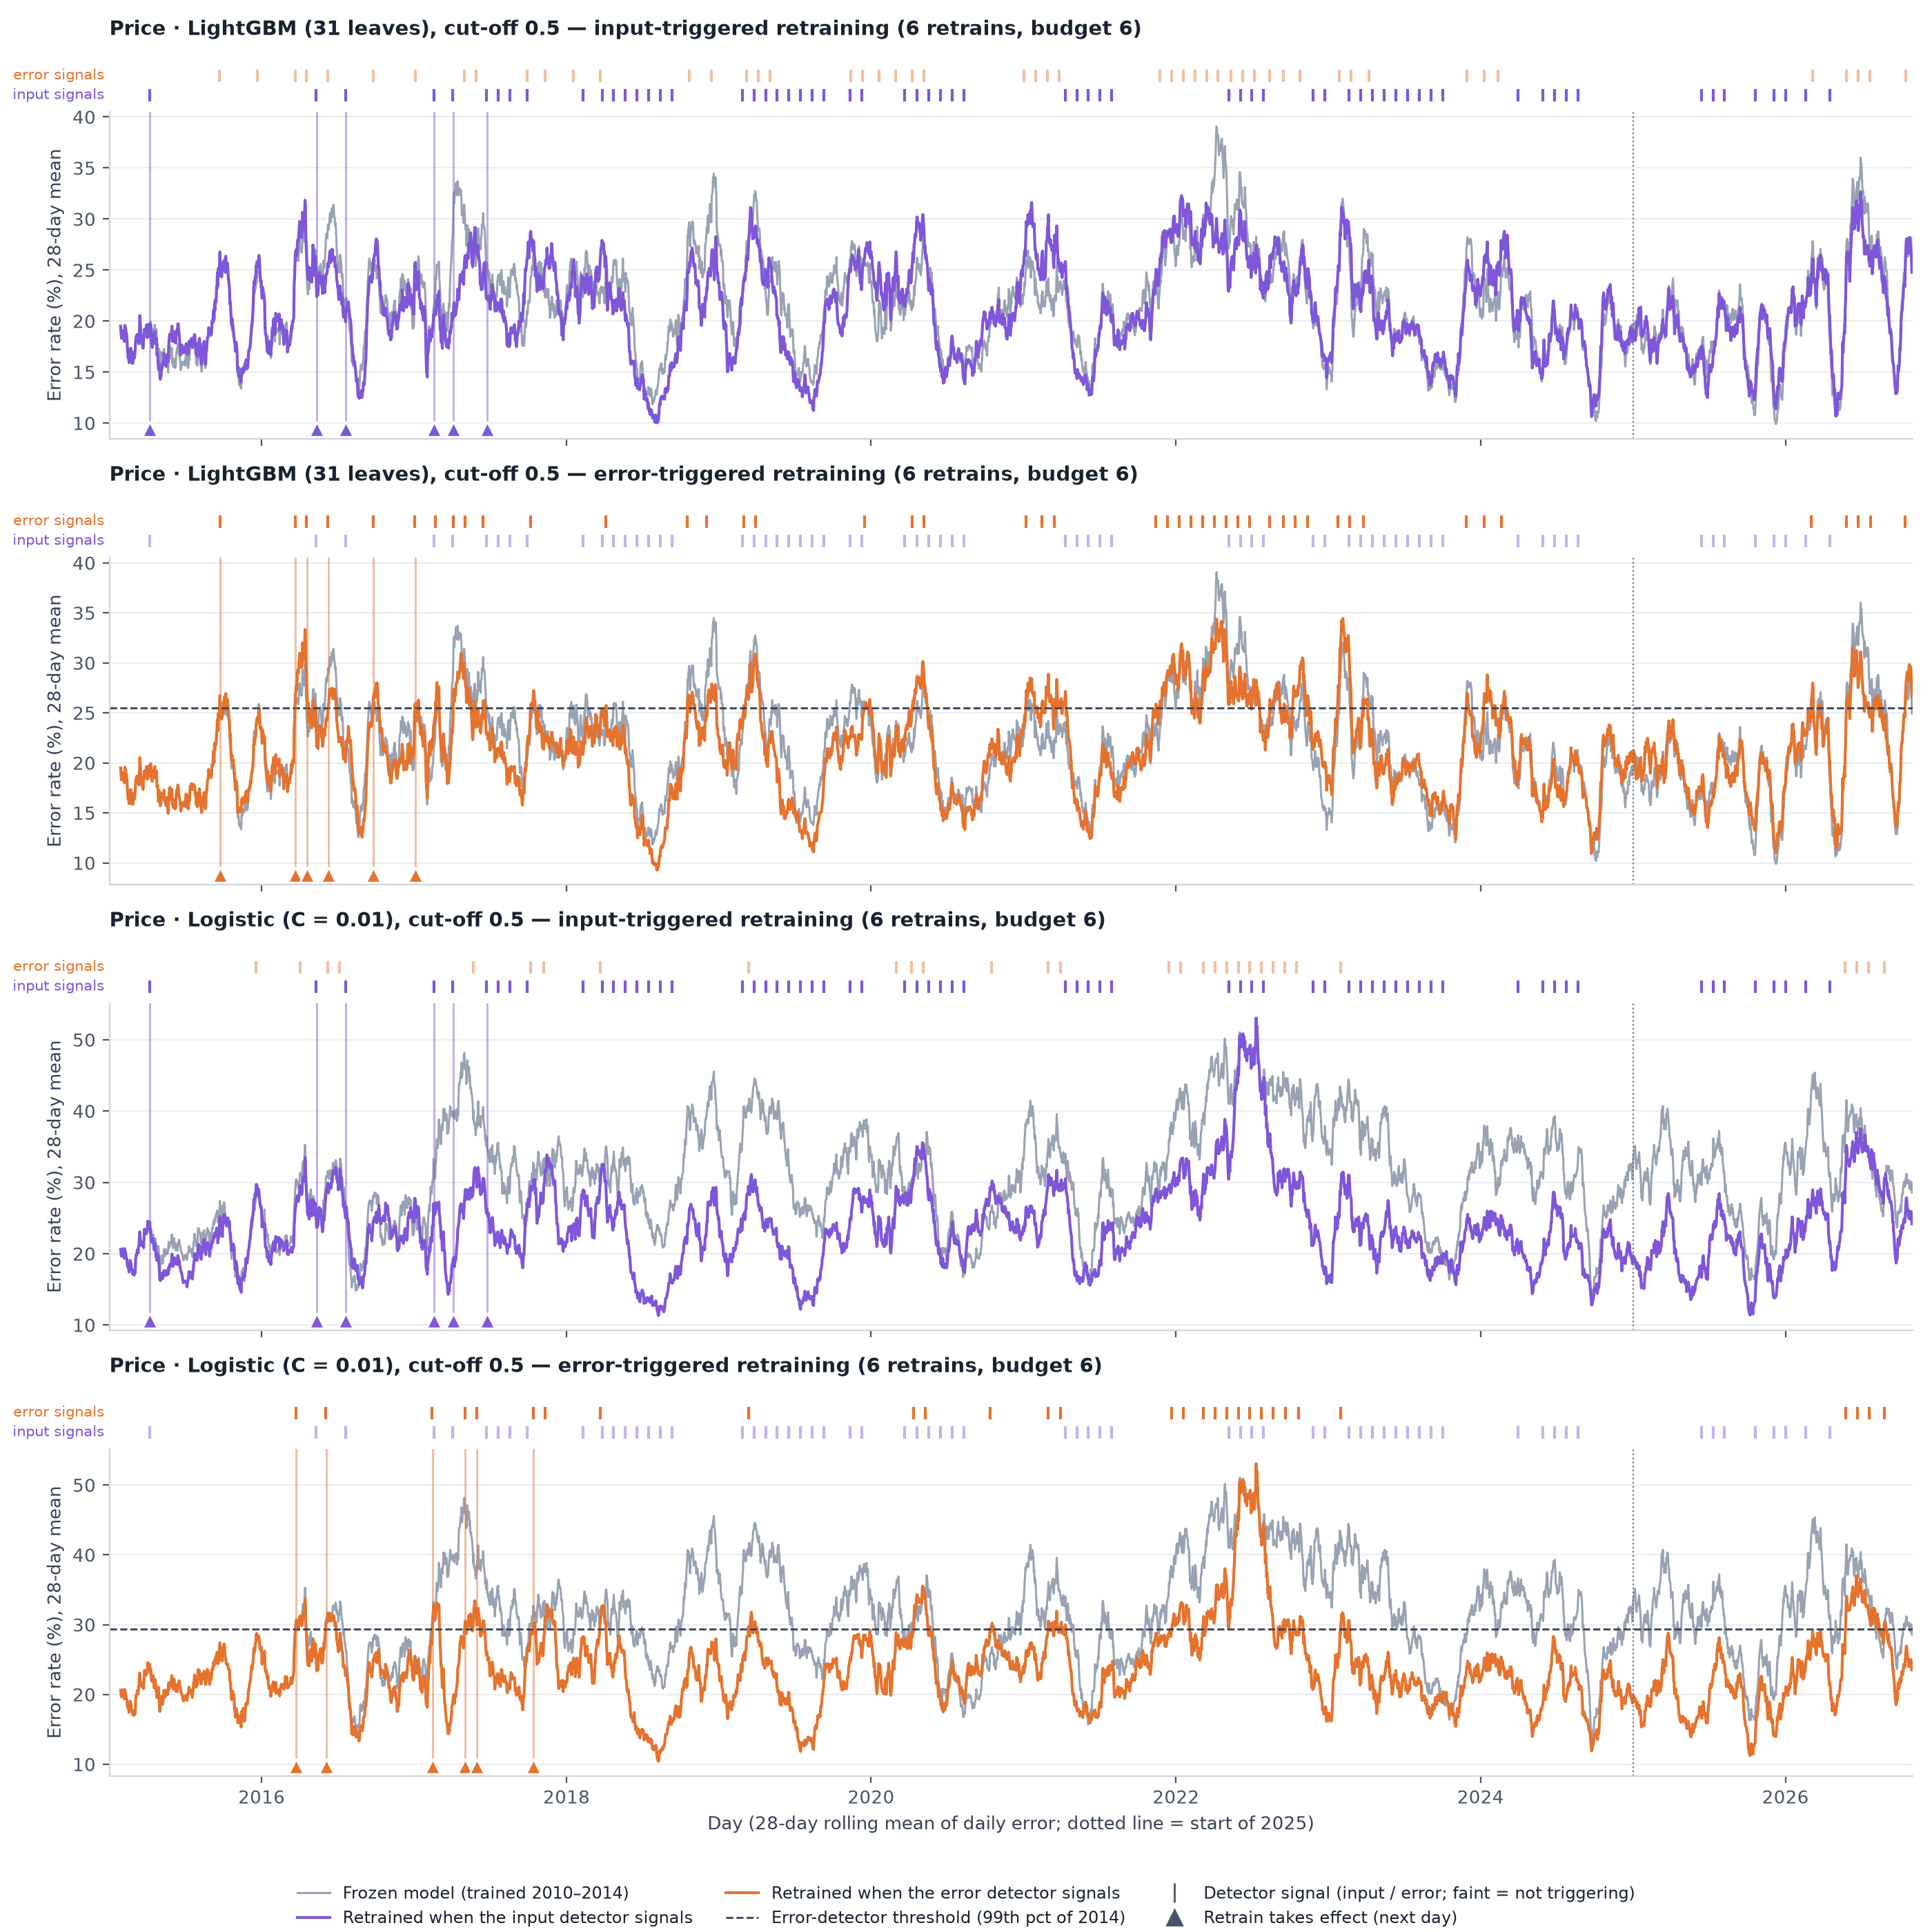 Price · LightGBM (31 leaves), cut-off 0.5 — input-triggered retraining (6 retrains, budget 6)
error signals
input signals
40
35
30
25
20
15
10
Error rate (%), 28-day mean
Price · LightGBM (31 leaves), cut-off 0.5 — error-triggered retraining (6 retrains, budget 6)
error signals
input signals
40
35
30
25
20
15
10
Error rate (%), 28-day mean
Price · Logistic (C = 0.01), cut-off 0.5 — input-triggered retraining (6 retrains, budget 6)
error signals
input signals
50
40
30
20
10
Error rate (%), 28-day mean
Price · Logistic (C = 0.01), cut-off 0.5 — error-triggered retraining (6 retrains, budget 6)
error signals
input signals
50
40
30
20
10
Error rate (%), 28-day mean
2016 2018 2020 2022 2024 2026
Day (28-day rolling mean of daily error; dotted line = start of 2025)
Frozen model (trained 2010–2014)
Retrained when the input detector signals
Retrained when the error detector signals
Error-detector threshold (99th pct of 2014)
Detector signal (input / error; faint = not triggering)
Retrain takes effect (next day)